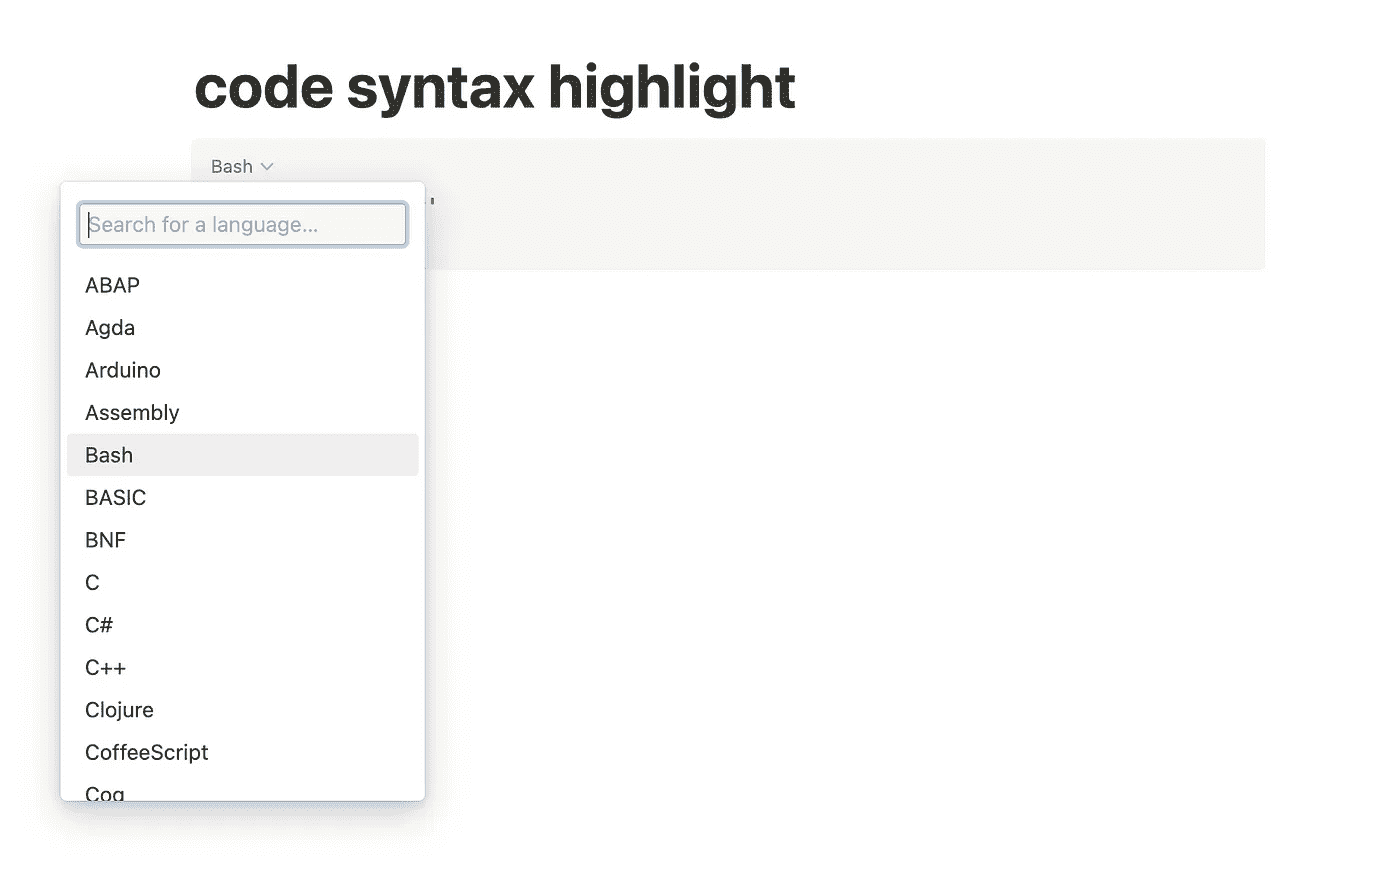 code syntax highlight
Bash
Search for a language...
ABAP
Agda
Arduino
Assembly
Bash
BASIC
BNF
C
C#
C++
Clojure
CoffeeScript
Coq